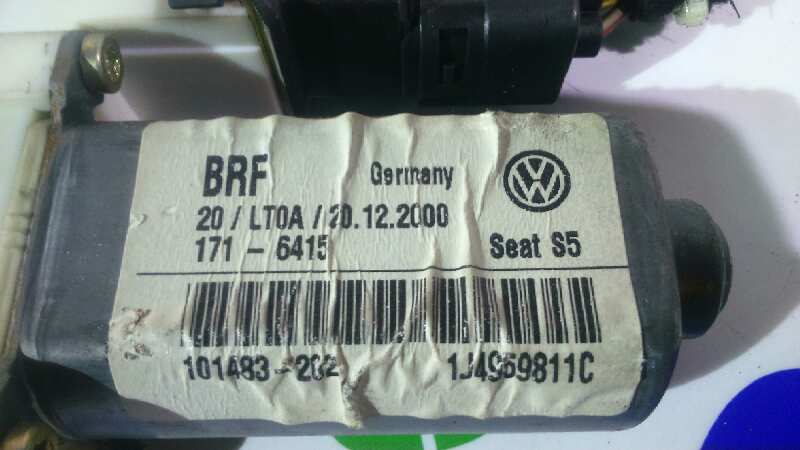 BRF Germany
20 / LT0A / 20.12.2000
171 - 6415 Seat S5
101483-202 1J4959811C